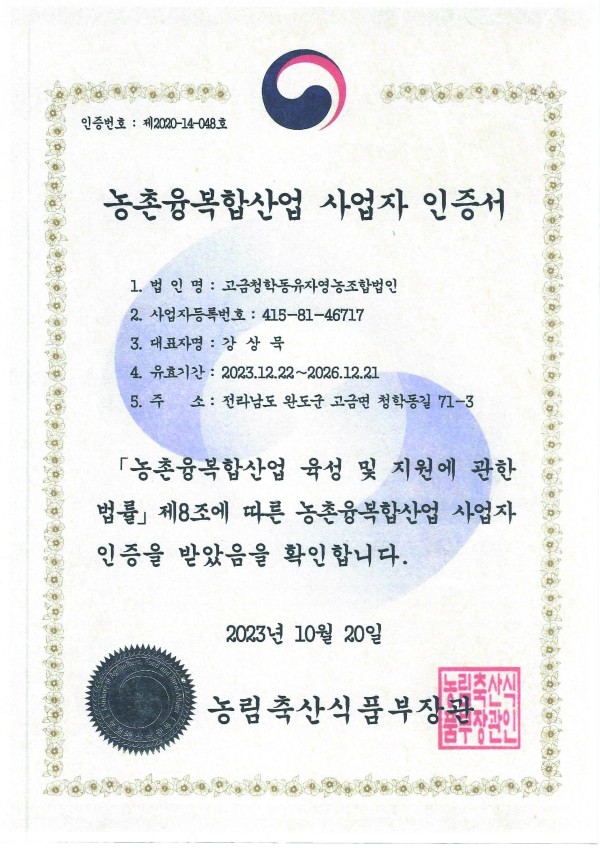 인증번호 : 제2020-14-048호
농촌융복합산업 사업자 인증서
1. 법 인 명 : 고금청학동유자영농조합법인
2. 사업자등록번호 : 415-81-46717
3. 대표자명 : 강 상 묵
4. 유효기간 : 2023.12.22~2026.12.21
5. 주 소 : 전라남도 완도군 고금면 청학동길 71-3
「농촌융복합산업 육성 및 지원에 관한
법률」제8조에 따른 농촌융복합산업 사업자
인증을 받았음을 확인합니다.
2023년 10월 20일
농림축산식품부장관
농림축산식
품부장관인